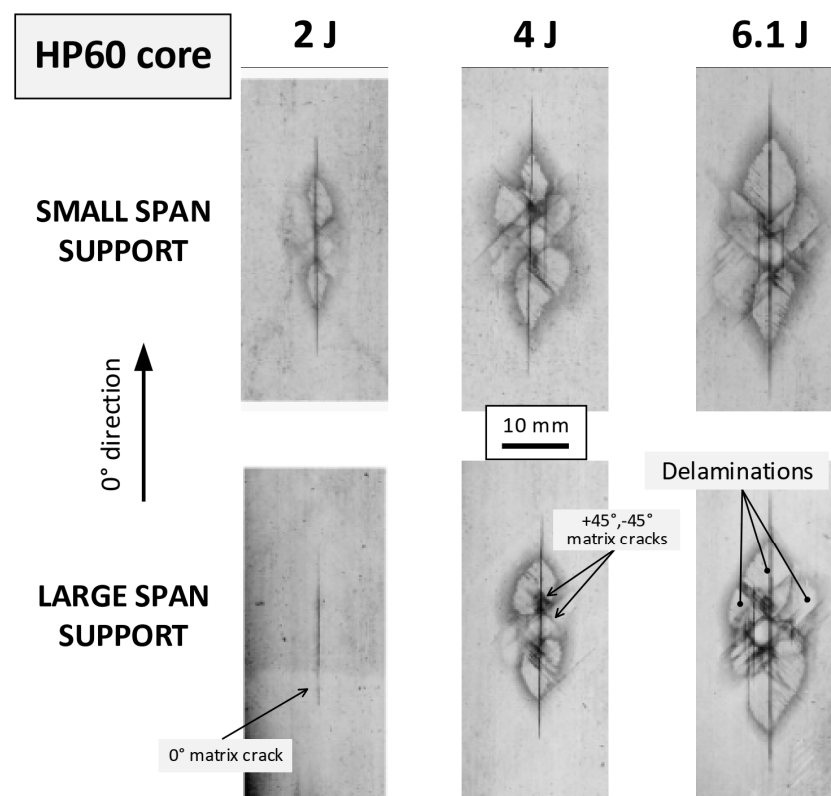 HP60 core
2 J
4 J
6.1 J
SMALL SPAN
SUPPORT
0° direction
10 mm
Delaminations
+45°,-45°
matrix cracks
LARGE SPAN
SUPPORT
0° matrix crack